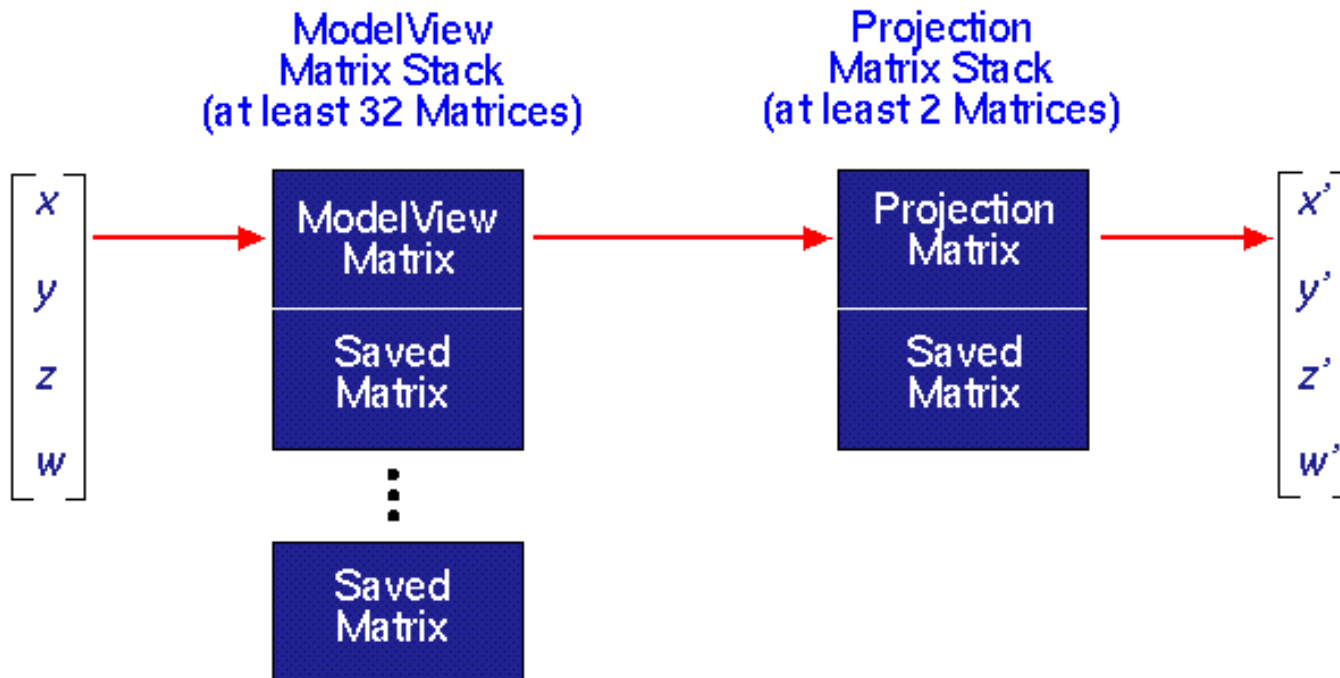 ModelView
Matrix Stack
(at least 32 Matrices)
Projection
Matrix Stack
(at least 2 Matrices)
x
y
z
w
ModelView
Matrix
Saved
Matrix
Saved
Matrix
Projection
Matrix
Saved
Matrix
x'
y'
z'
w'